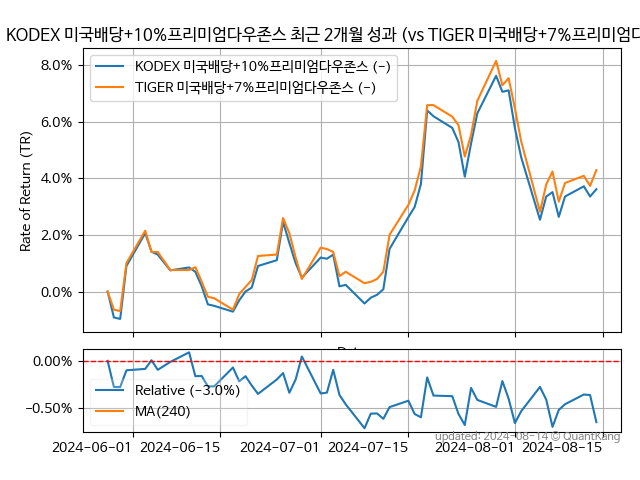 KODEX 미국배당+10%프리미엄다우존스 최근 2개월 성과 (vs TIGER 미국배당+7%프리미엄다
8.0%
6.0%
4.0%
2.0%
0.0%
Rate of Return (TR)
KODEX 미국배당+10%프리미엄다우존스 (-)
TIGER 미국배당+7%프리미엄다우존스 (-)
0.00%
−0.50%
Relative (−3.0%)
MA(240)
updated: 2024-08-14 © QuantKang
2024-06-01 2024-06-15 2024-07-01 2024-07-15 2024-08-01 2024-08-15